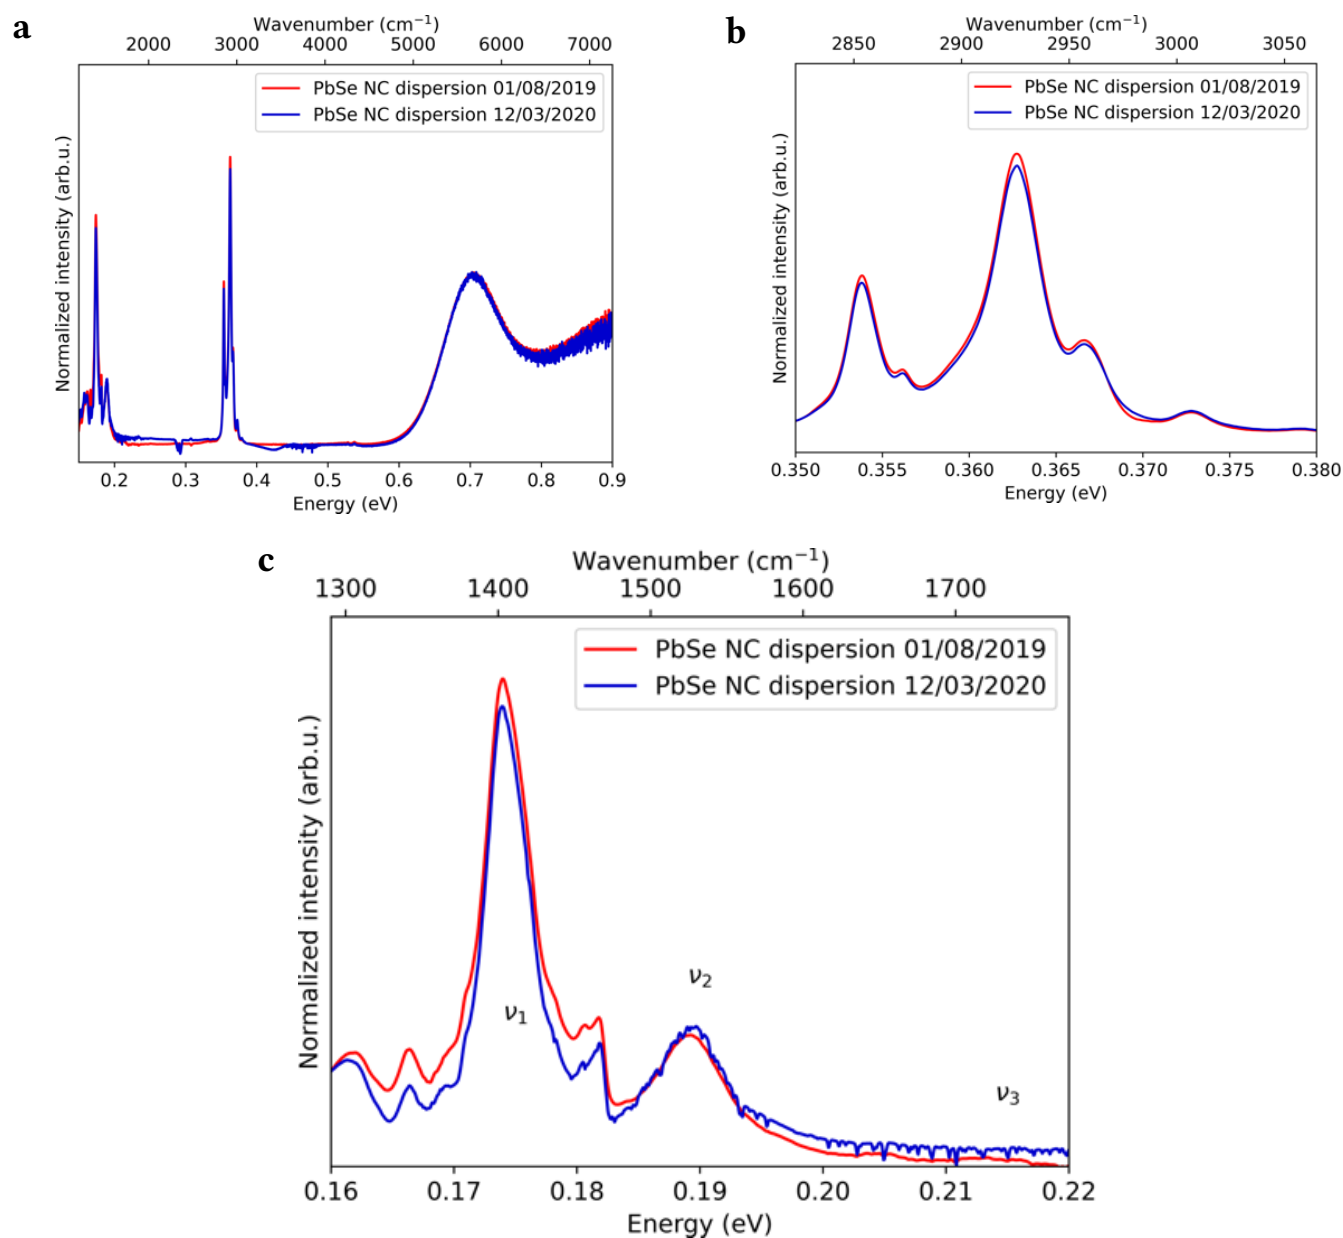 a
Wavenumber (cm⁻¹)
2000 3000 4000 5000 6000 7000
PbSe NC dispersion 01/08/2019
PbSe NC dispersion 12/03/2020
Normalized intensity (arb.u.)
0.2 0.3 0.4 0.5 0.6 0.7 0.8 0.9
Energy (eV)
b
Wavenumber (cm⁻¹)
2850 2900 2950 3000 3050
PbSe NC dispersion 01/08/2019
PbSe NC dispersion 12/03/2020
Normalized intensity (arb.u.)
0.350 0.355 0.360 0.365 0.370 0.375 0.380
Energy (eV)
c
Wavenumber (cm⁻¹)
1300 1400 1500 1600 1700
PbSe NC dispersion 01/08/2019
PbSe NC dispersion 12/03/2020
Normalized intensity (arb.u.)
ν₁
ν₂
ν₃
0.16 0.17 0.18 0.19 0.20 0.21 0.22
Energy (eV)